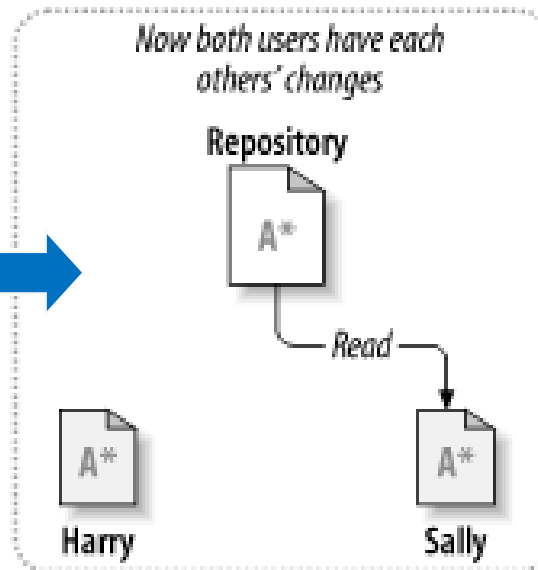 Now both users have each
others' changes
Repository
A*
Read
A*
A*
Harry
Sally